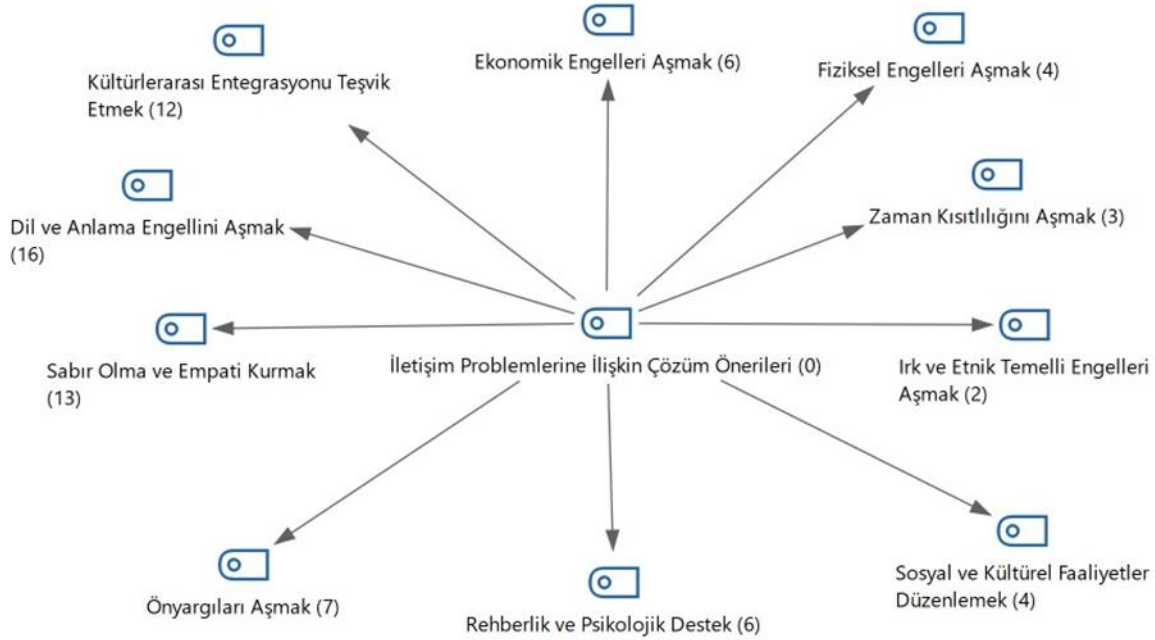 Ekonomik Engelleri Aşmak (6)
Fiziksel Engelleri Aşmak (4)
Kültürlerarası Entegrasyonu Teşvik
Etmek (12)
Zaman Kısıtlılığını Aşmak (3)
Dil ve Anlama Engellini Aşmak
(16)
İletişim Problemlerine İlişkin Çözüm Önerileri (0)
Sabır Olma ve Empati Kurmak
(13)
Irk ve Etnik Temelli Engelleri
Aşmak (2)
Önyargıları Aşmak (7)
Rehberlik ve Psikolojik Destek (6)
Sosyal ve Kültürel Faaliyetler
Düzenlemek (4)